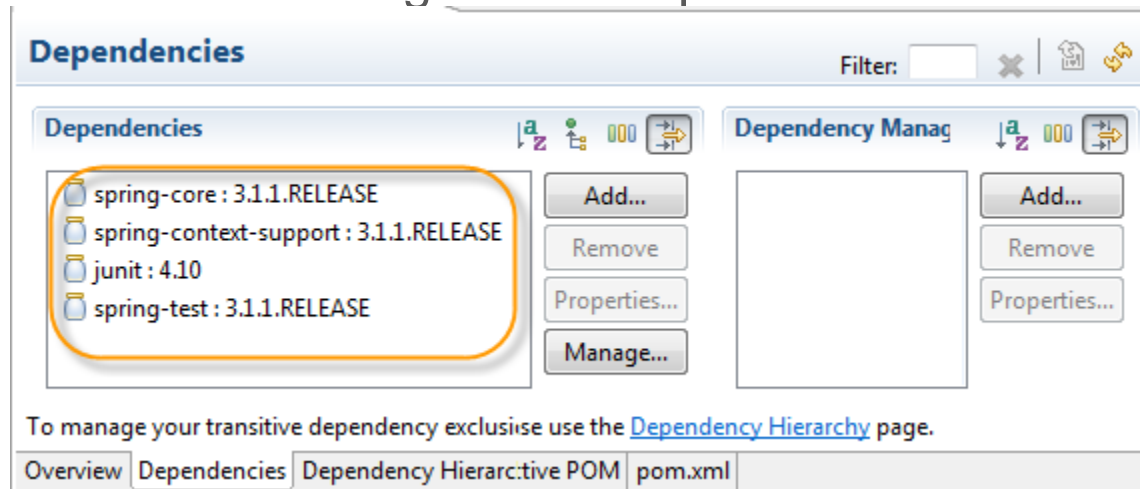 Dependencies
Filter:
Dependencies
spring-core : 3.1.1.RELEASE
spring-context-support : 3.1.1.RELEASE
junit : 4.10
spring-test : 3.1.1.RELEASE
Add...
Remove
Properties...
Manage...
Dependency Manag
Add...
Remove
Properties...
To manage your transitive dependency exclusiıse use the Dependency Hierarchy page.
Overview Dependencies Dependency Hierarc:tive POM pom.xml